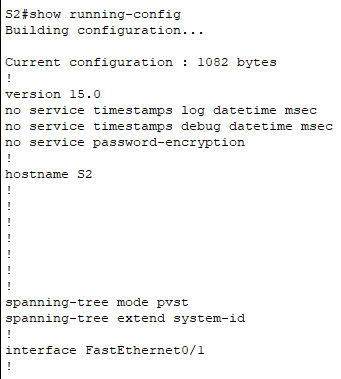 S2#show running-config
Building configuration...
Current configuration : 1082 bytes
!
version 15.0
no service timestamps log datetime msec
no service timestamps debug datetime msec
no service password-encryption
!
hostname S2
!
!
!
!
!
!
!
spanning-tree mode pvst
spanning-tree extend system-id
!
interface FastEthernet0/1
!